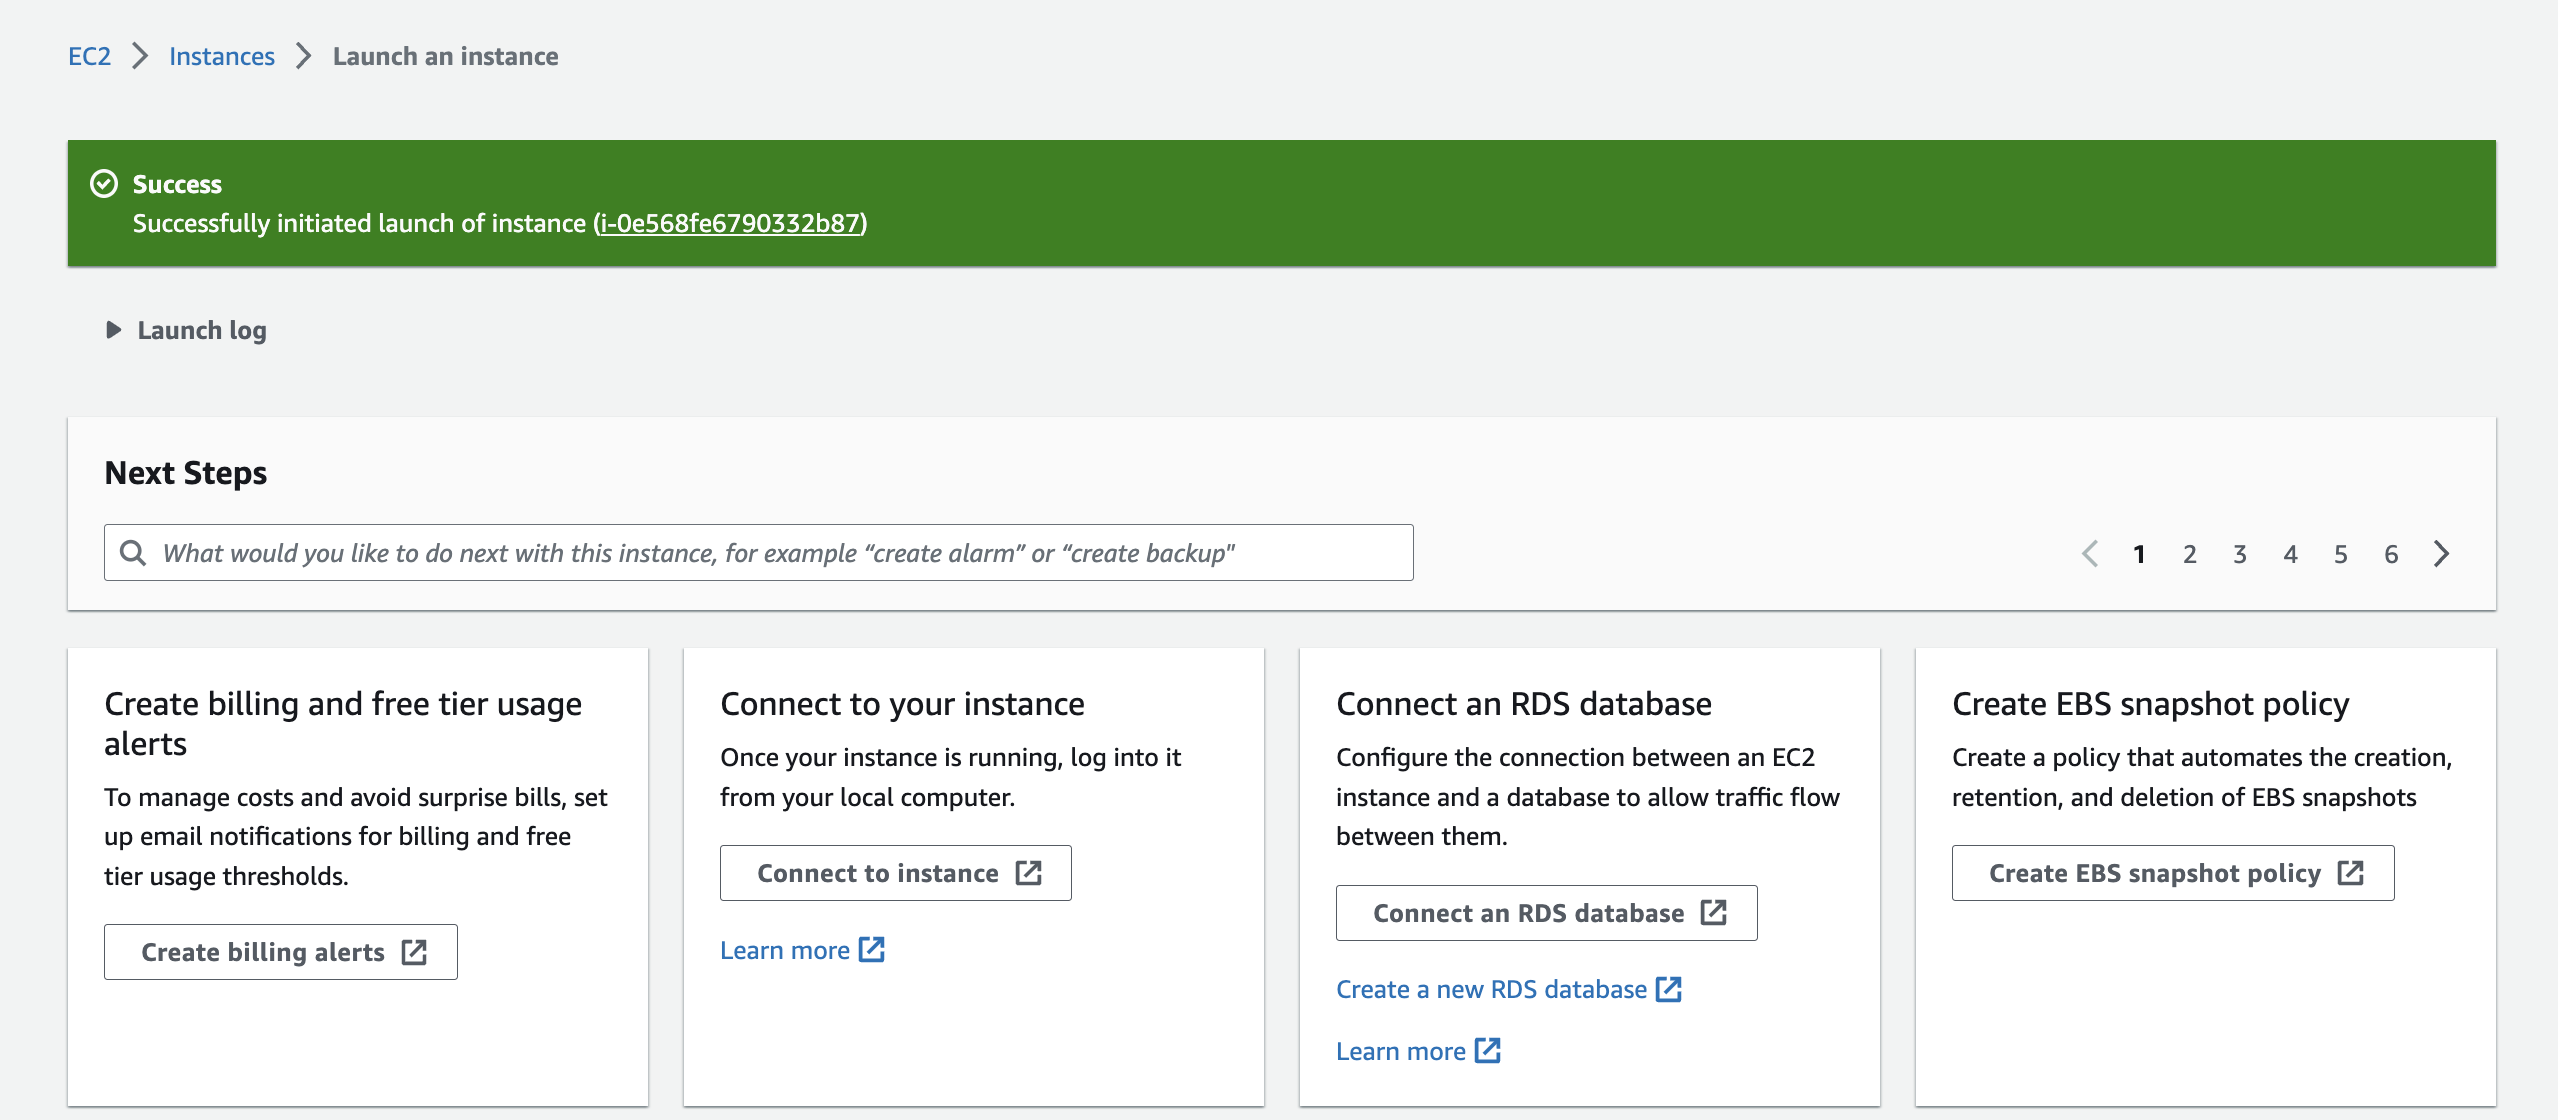 EC2 Instances Launch an instance
Success
Successfully initiated launch of instance (i-0e568fe6790332b87)
Launch log
Next Steps
What would you like to do next with this instance, for example “create alarm” or “create backup"
1 2 3 4 5 6
Create billing and free tier usage
alerts
To manage costs and avoid surprise bills, set
up email notifications for billing and free
tier usage thresholds.
Create billing alerts
Connect to your instance
Once your instance is running, log into it
from your local computer.
Connect to instance
Learn more
Connect an RDS database
Configure the connection between an EC2
instance and a database to allow traffic flow
between them.
Connect an RDS database
Create a new RDS database
Learn more
Create EBS snapshot policy
Create a policy that automates the creation,
retention, and deletion of EBS snapshots
Create EBS snapshot policy